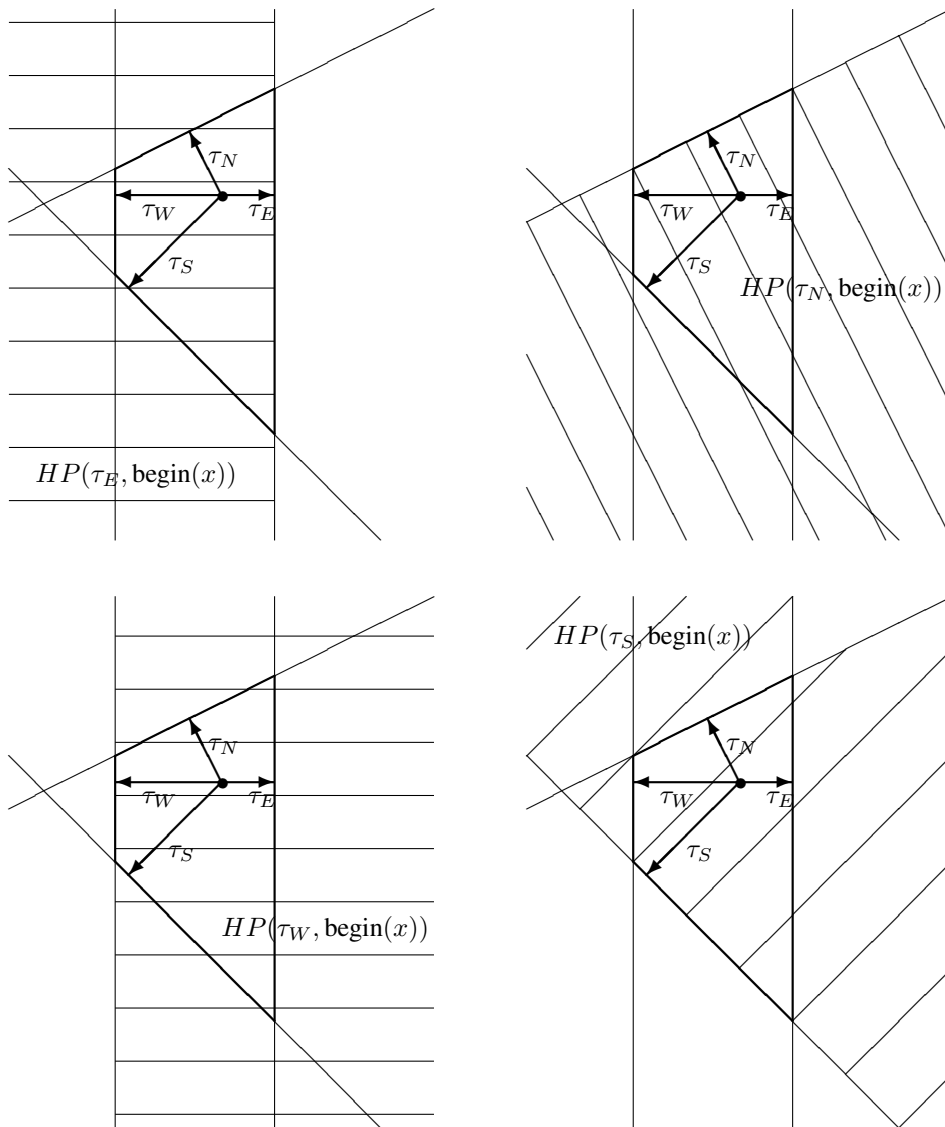 τ_N
τ_W
τ_E
τ_S
HP(τ_E, begin(x))
τ_N
τ_W
τ_E
τ_S
HP(τ_N, begin(x))
τ_N
τ_W
τ_E
τ_S
HP(τ_W, begin(x))
HP(τ_S, begin(x))
τ_N
τ_W
τ_E
τ_S